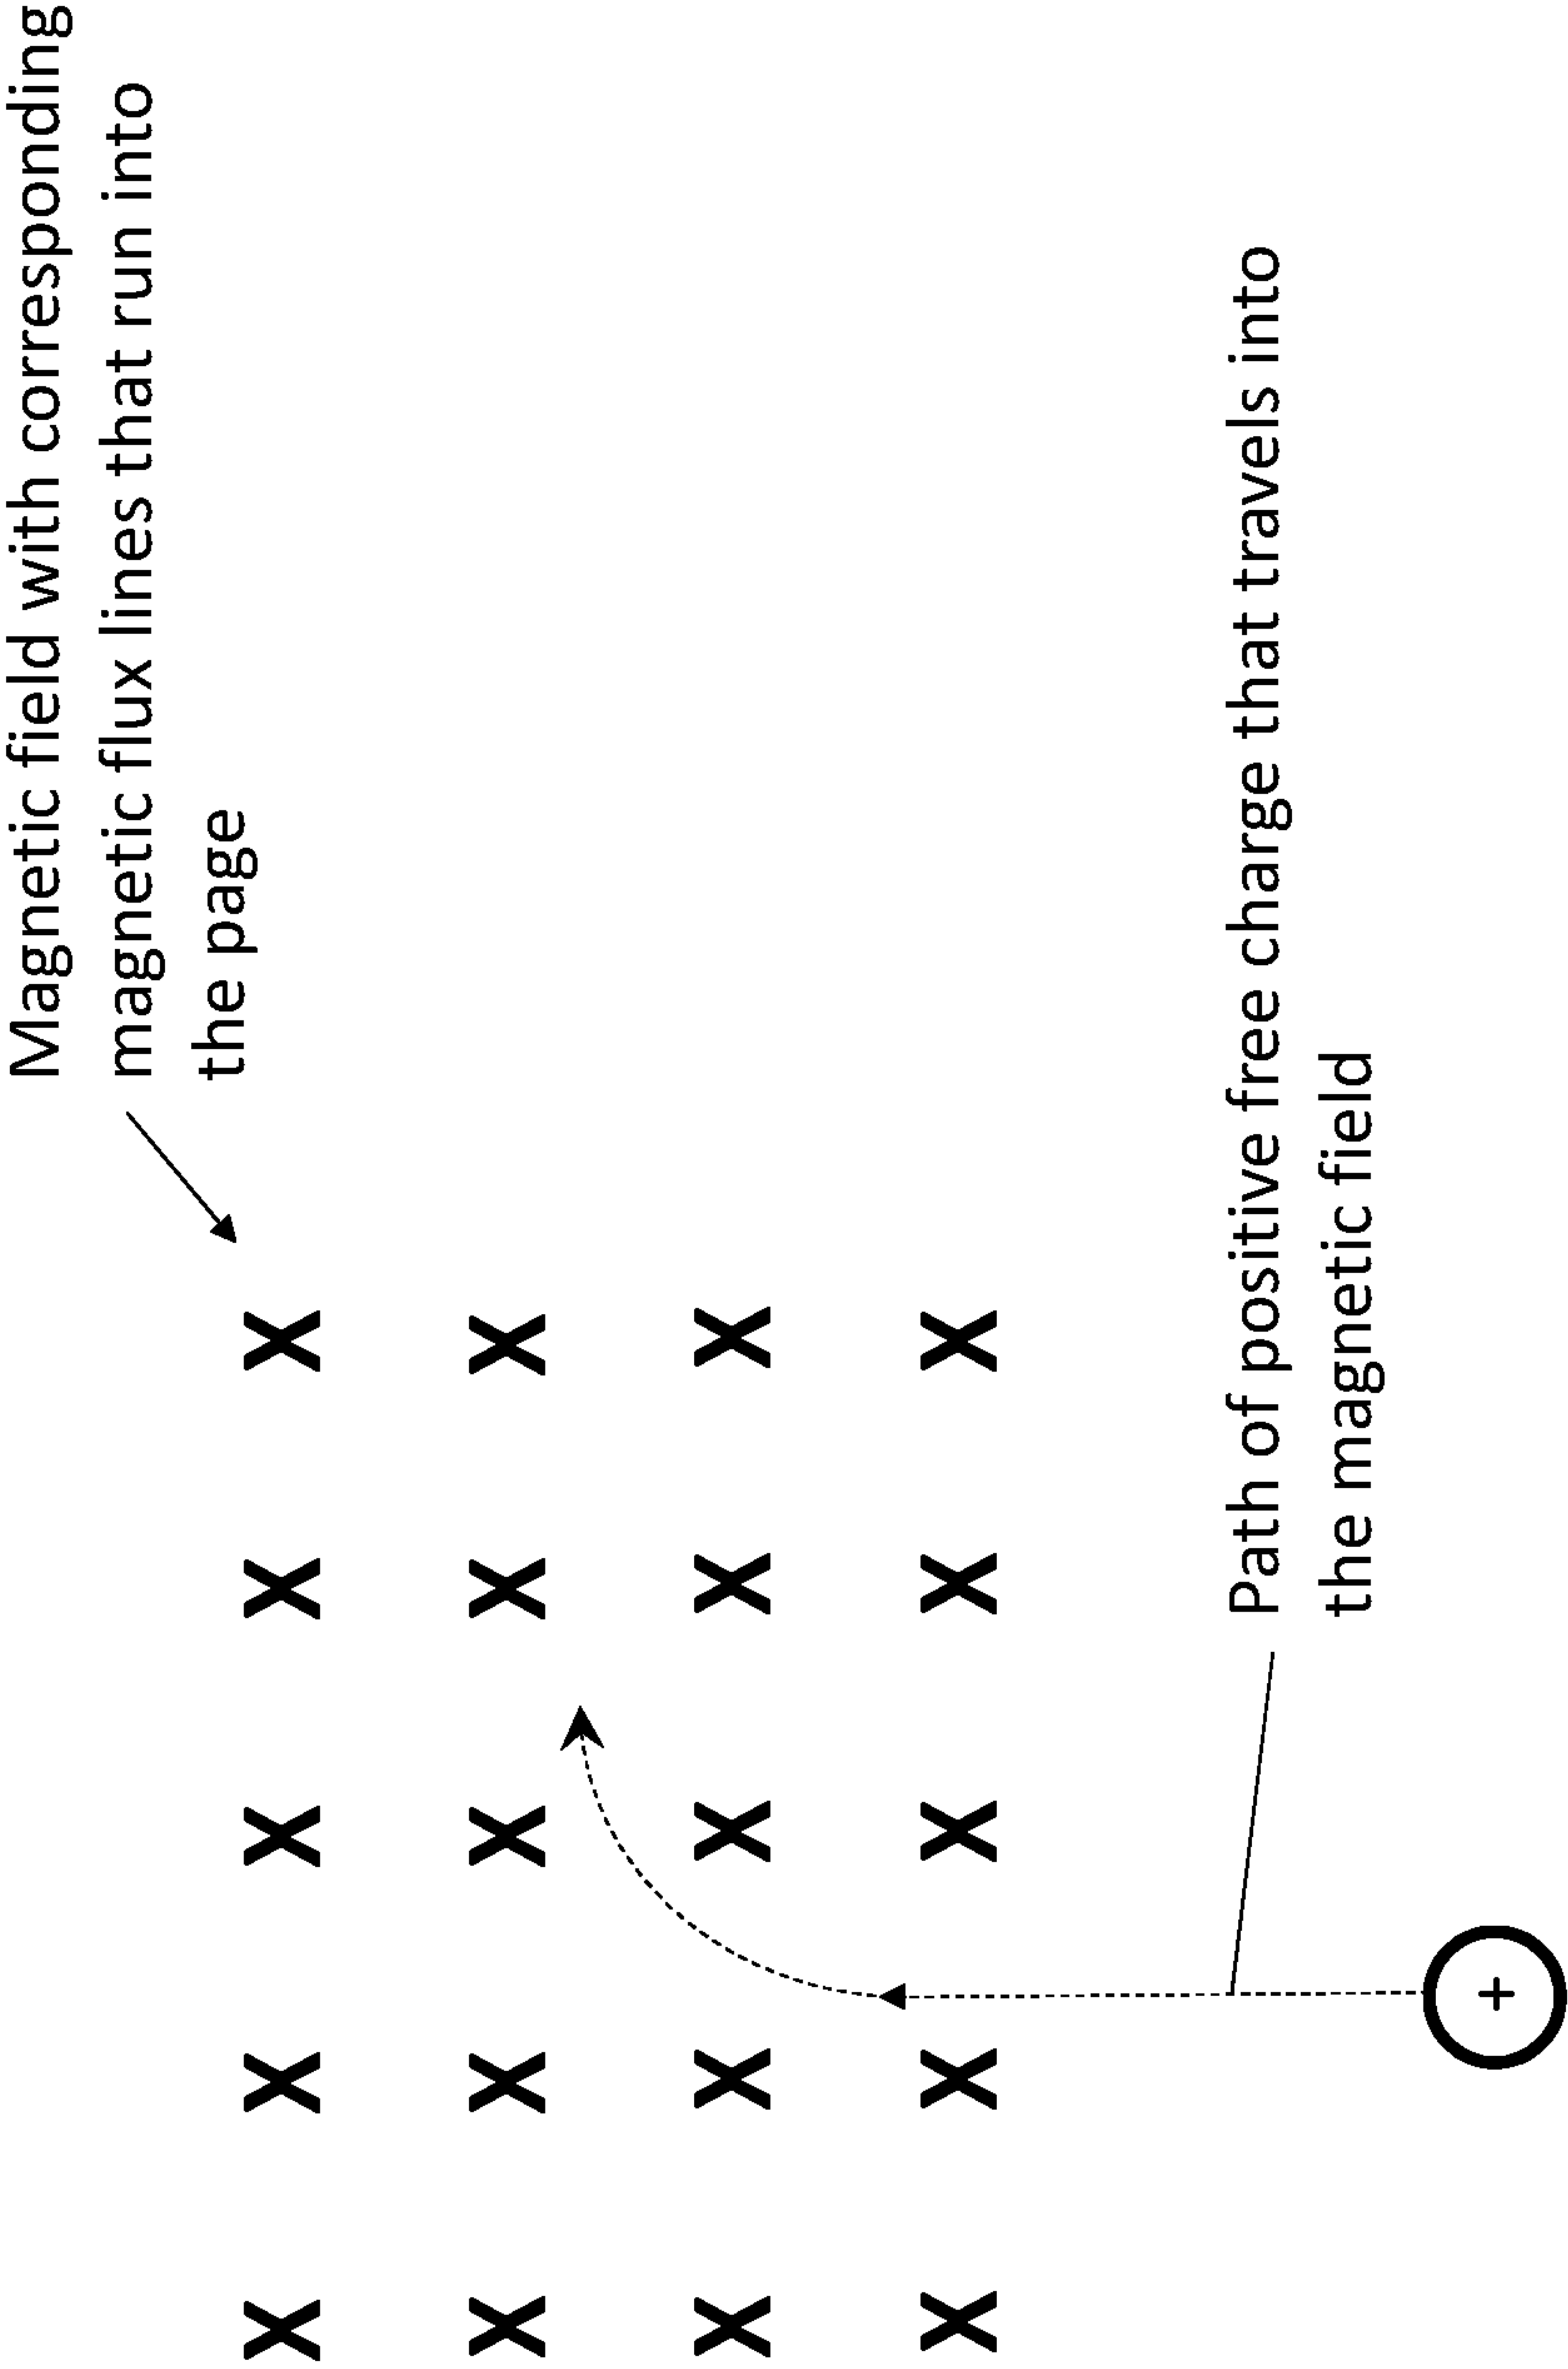 Magnetic field with corresponding
magnetic flux lines that run into
the page
X X X X X
X X X X X
X X X X X
X X X X X
Path of positive free charge that travels into
the magnetic field
+